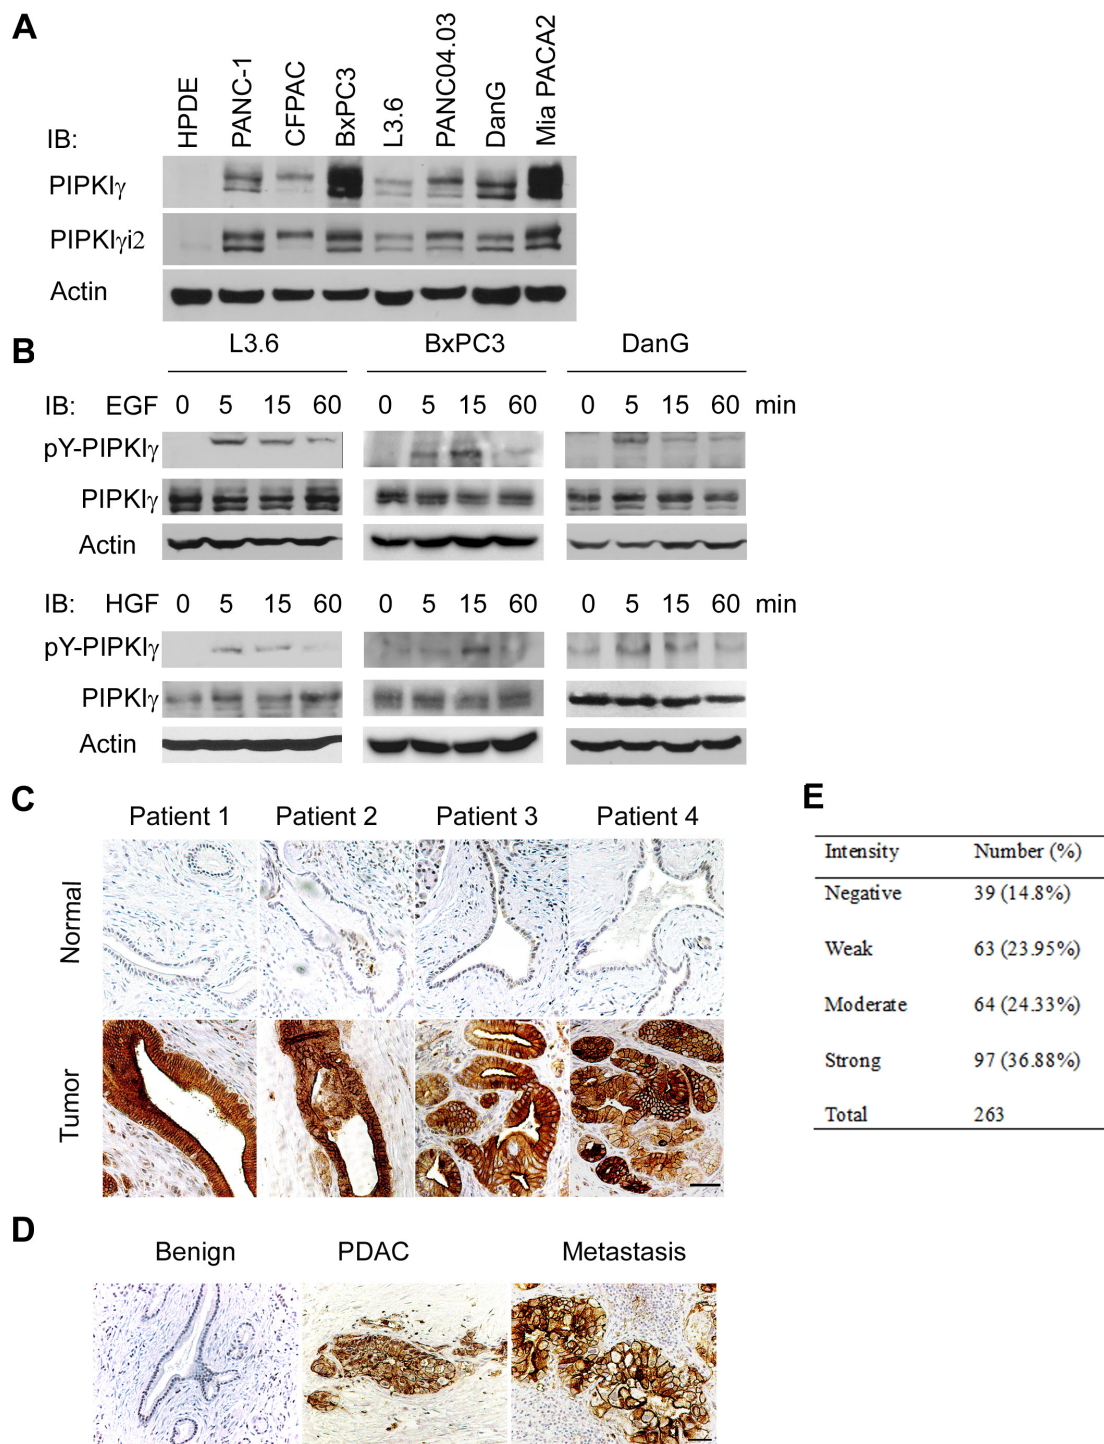 A
HPDE
PANC-1
CFPAC
BxPC3
L3.6
PANC04.03
DanG
Mia PACA2
IB:
PIPKIγ
PIPKIγi2
Actin
B
L3.6 BxPC3 DanG
IB: EGF 0 5 15 60 0 5 15 60 0 5 15 60 min
pY-PIPKIγ
PIPKIγ
Actin
IB: HGF 0 5 15 60 0 5 15 60 0 5 15 60 min
pY-PIPKIγ
PIPKIγ
Actin
C
Patient 1 Patient 2 Patient 3 Patient 4
Normal
Tumor
D
Benign PDAC Metastasis
E
Intensity Number (%)
Negative 39 (14.8%)
Weak 63 (23.95%)
Moderate 64 (24.33%)
Strong 97 (36.88%)
Total 263